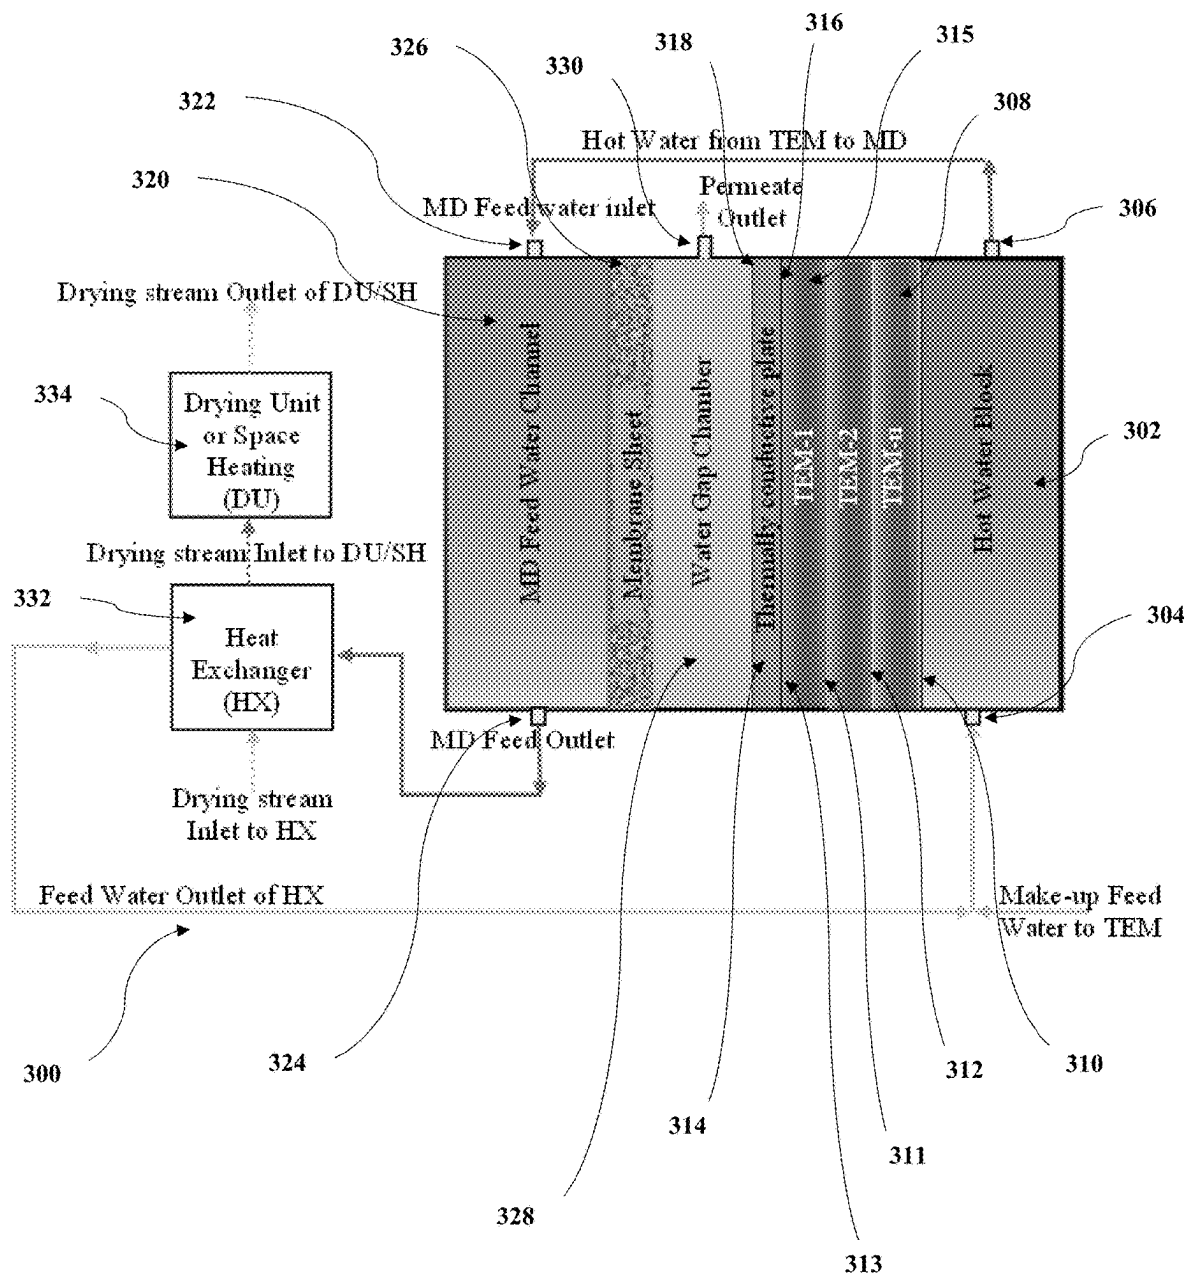 318
316
315
326
330
322
308
Hot Water from TEM to MD
320
Permeate
Outlet
MD Feed water inlet
306
Drying stream Outlet of DU/SH
334
Drying Unit
or Space
Heating
(DU)
MD Feed Water Channel
Membrane Sheet
Water Gap Chamber
Thermally conductive plate
TEM-1
TEM-2
TEM-n
Hot Water Block
302
Drying stream Inlet to DU/SH
332
304
Heat
Exchanger
(HX)
MD Feed Outlet
Drying stream
Inlet to HX
Feed Water Outlet of HX
Make-up Feed
Water to TEM
300
324
312
310
314
311
328
313